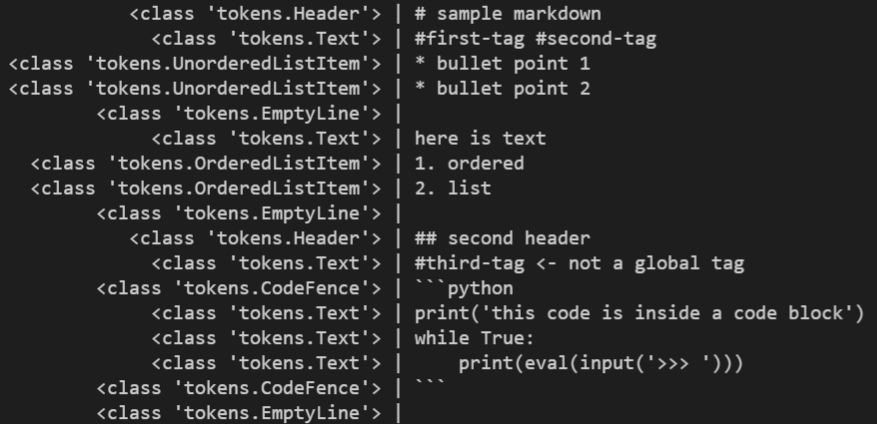 <class 'tokens.Header'> | # sample markdown
<class 'tokens.Text'> | #first-tag #second-tag
<class 'tokens.UnorderedListItem'> | * bullet point 1
<class 'tokens.UnorderedListItem'> | * bullet point 2
<class 'tokens.EmptyLine'> |
<class 'tokens.Text'> | here is text
<class 'tokens.OrderedListItem'> | 1. ordered
<class 'tokens.OrderedListItem'> | 2. list
<class 'tokens.EmptyLine'> |
<class 'tokens.Header'> | ## second header
<class 'tokens.Text'> | #third-tag <- not a global tag
<class 'tokens.CodeFence'> | ```python
<class 'tokens.Text'> | print('this code is inside a code block')
<class 'tokens.Text'> | while True:
<class 'tokens.Text'> |     print(eval(input('>>> ')))
<class 'tokens.CodeFence'> | ```
<class 'tokens.EmptyLine'> |